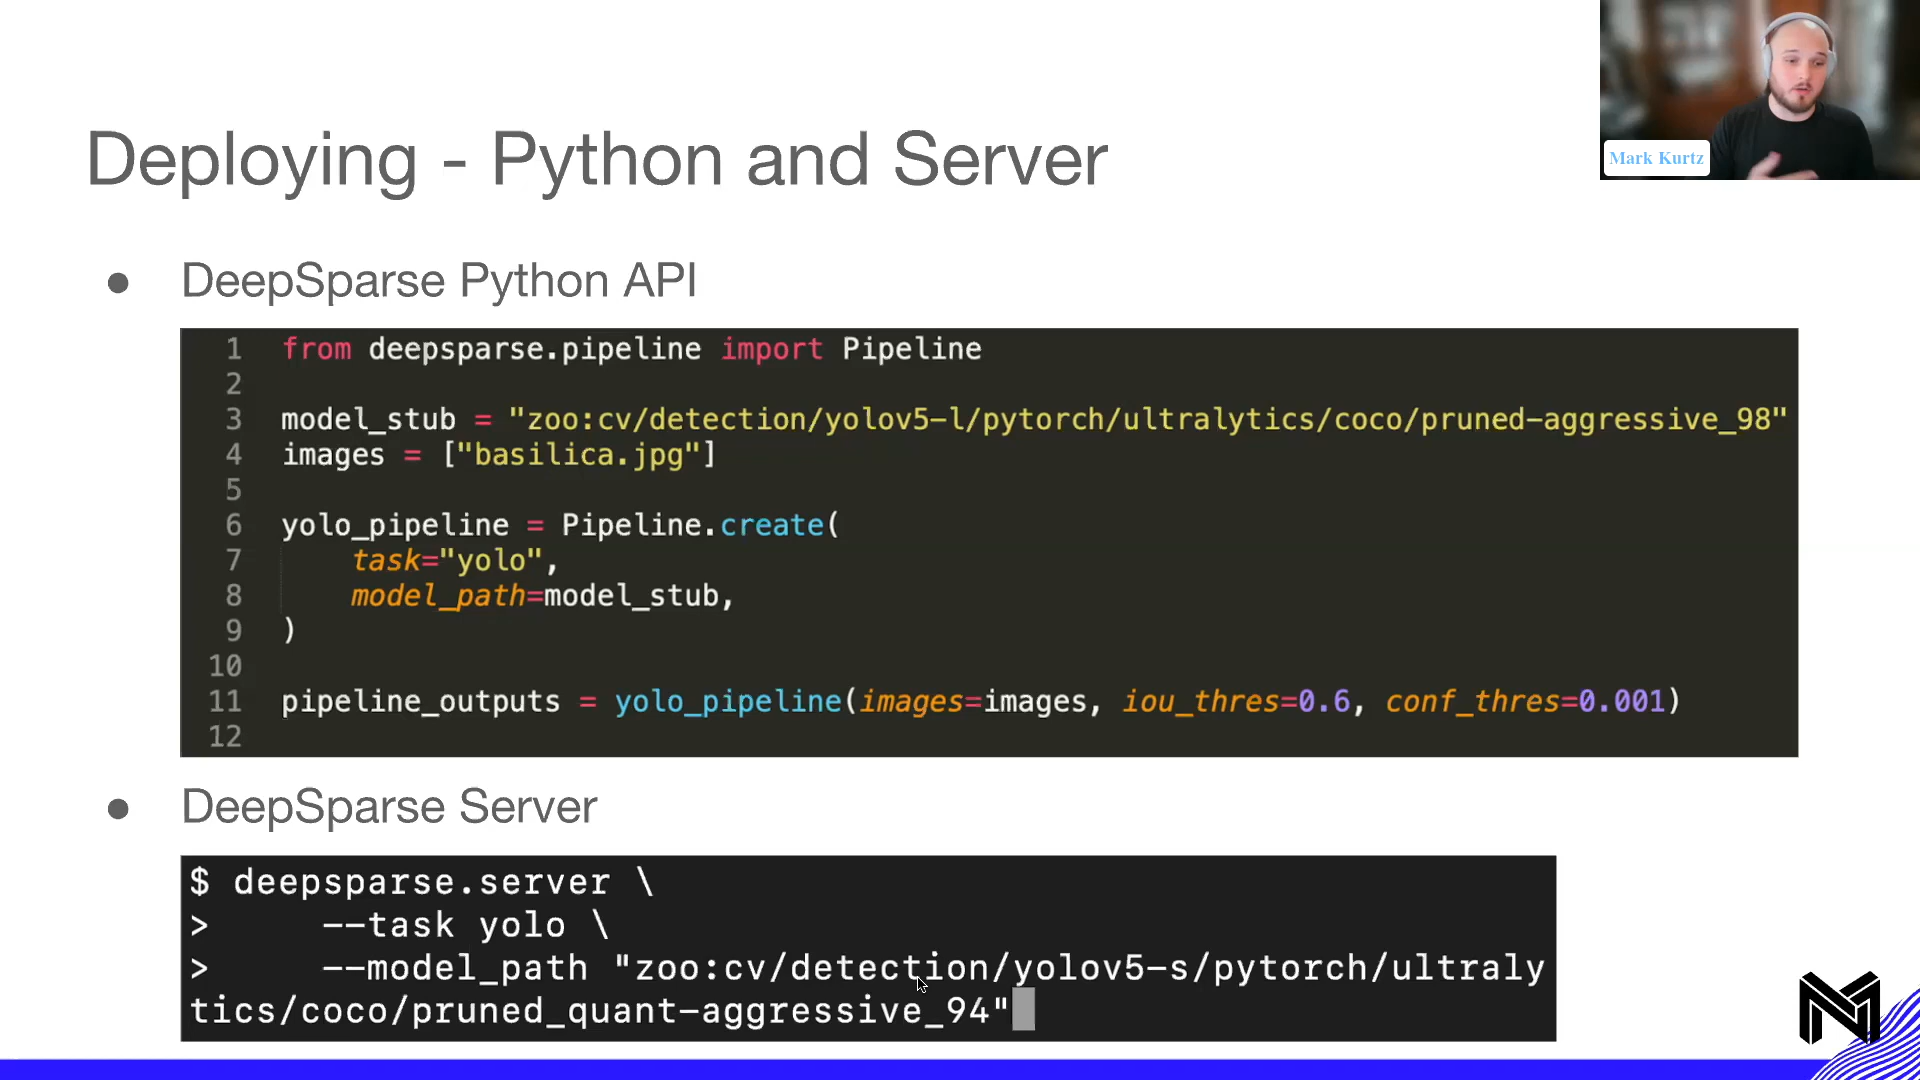 Mark Kurtz
Deploying - Python and Server
● DeepSparse Python API
1 from deepsparse.pipeline import Pipeline
2
3 model_stub = "zoo:cv/detection/yolov5-l/pytorch/ultralytics/coco/pruned-aggressive_98"
4 images = ["basilica.jpg"]
5
6 yolo_pipeline = Pipeline.create(
7     task="yolo",
8     model_path=model_stub,
9 )
10
11 pipeline_outputs = yolo_pipeline(images=images, iou_thres=0.6, conf_thres=0.001)
12
● DeepSparse Server
$ deepsparse.server \
>     --task yolo \
>     --model_path "zoo:cv/detection/yolov5-s/pytorch/ultraly
tics/coco/pruned_quant-aggressive_94"